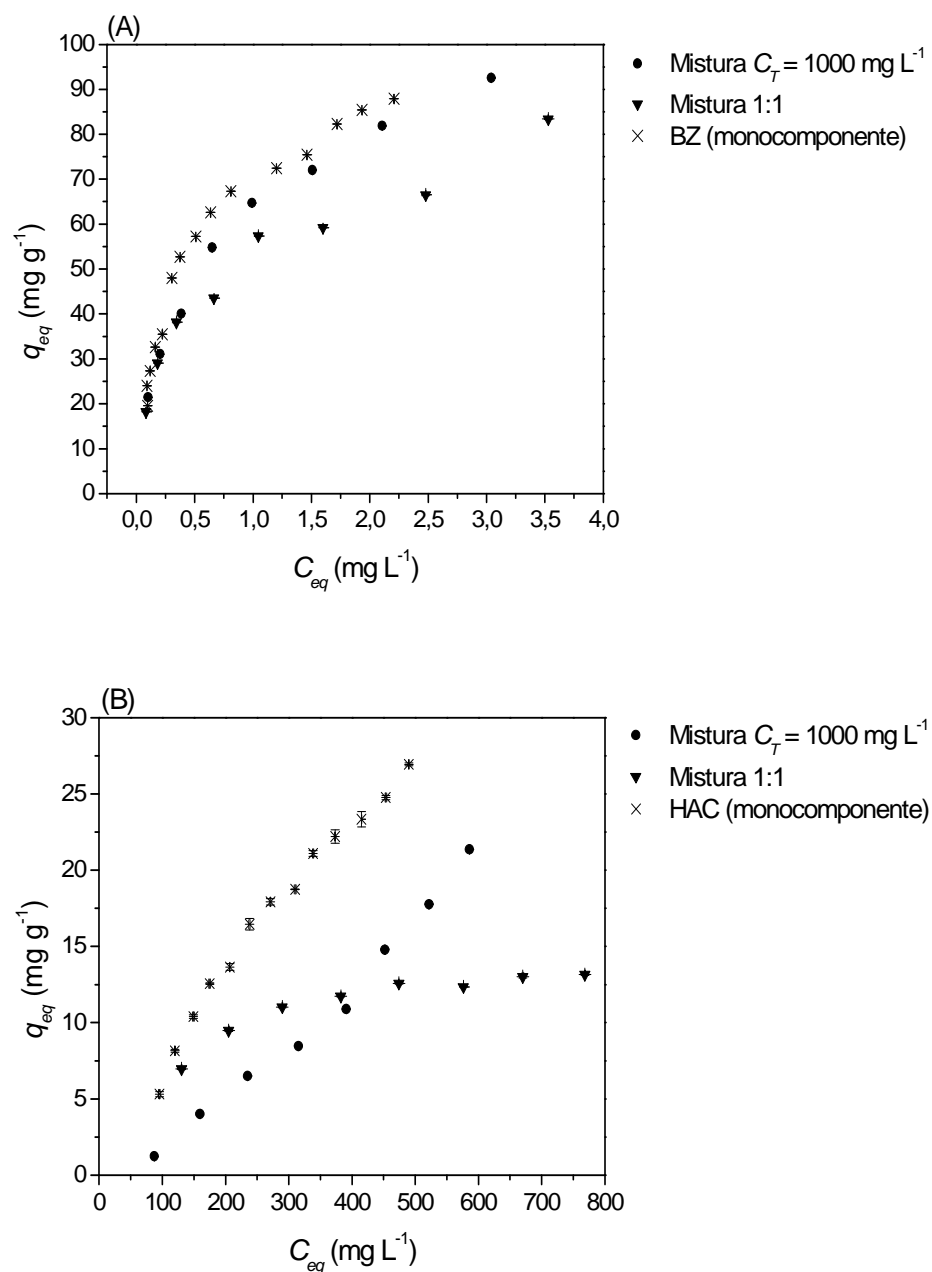 (A)
100
90
80
70
60
50
40
30
20
10
0
q_eq (mg g⁻¹)
0,0 0,5 1,0 1,5 2,0 2,5 3,0 3,5 4,0
C_eq (mg L⁻¹)
Mistura C_T = 1000 mg L⁻¹
Mistura 1:1
BZ (monocomponente)
(B)
30
25
20
15
10
5
0
q_eq (mg g⁻¹)
0 100 200 300 400 500 600 700 800
C_eq (mg L⁻¹)
Mistura C_T = 1000 mg L⁻¹
Mistura 1:1
HAC (monocomponente)